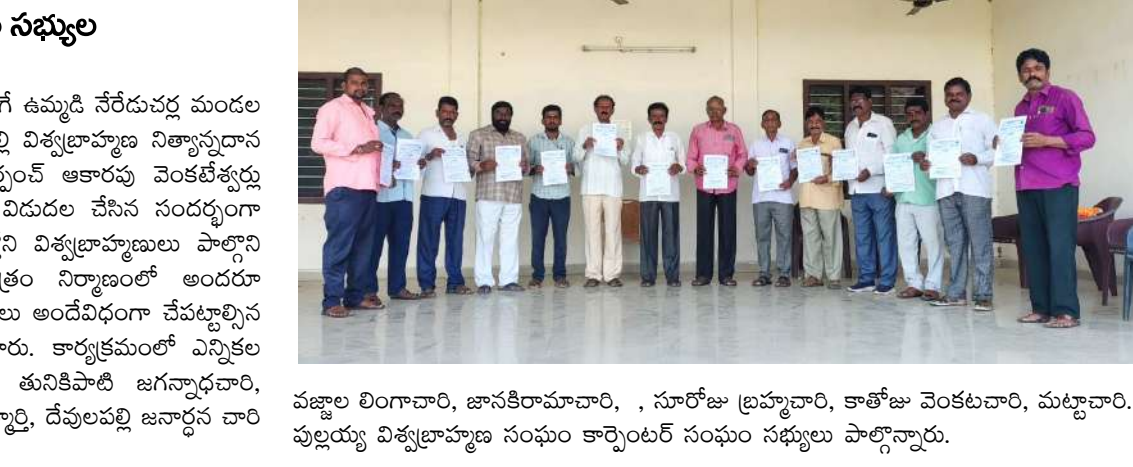 సభ్యుల
ఉమ్మడి నేరేడుచర్ల మండల
విశ్వబ్రాహ్మణ నిత్యాన్నదాన
ఆకారపు వెంకటేశ్వర్లు
విడుదల చేసిన సందర్భంగా
విశ్వబ్రాహ్మణులు పాల్గొని
నిర్మాణంలో అందరూ
అందేవిధంగా చేపట్టాల్సిన
కార్యక్రమంలో ఎన్నికల
తునికిపాటి జగన్నాధచారి,
దేవులపల్లి జనార్ధన చారి
వజ్జాల లింగాచారి, జానకిరామాచారి, , సూరోజు బ్రహ్మచారి, కాతోజు వెంకటచారి, మట్టాచారి.
పుల్లయ్య విశ్వబ్రాహ్మణ సంఘం కార్పెంటర్ సంఘం సభ్యులు పాల్గొన్నారు.